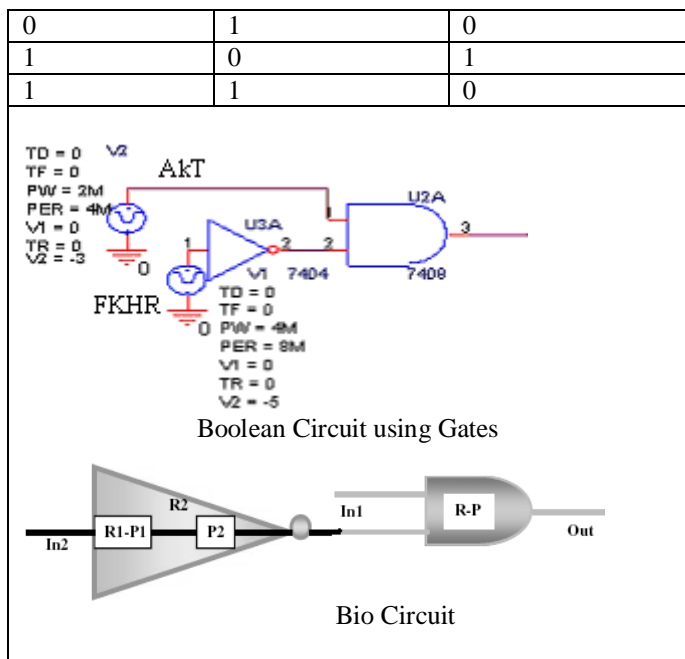 0 1 0
1 0 1
1 1 0
TD = 0 V2
TF = 0
PW = 2M
PER = 4M
V1 = 0
TR = 0
V2 = -3
AkT
0
FKHR
1
U3A
2
7404
V1
TD = 0
TF = 0
PW = 4M
PER = 8M
V1 = 0
TR = 0
V2 = -5
0
U2A
1
2
3
7408
Boolean Circuit using Gates
In2
R1-P1
R2
P2
In1
R-P
Out
Bio Circuit